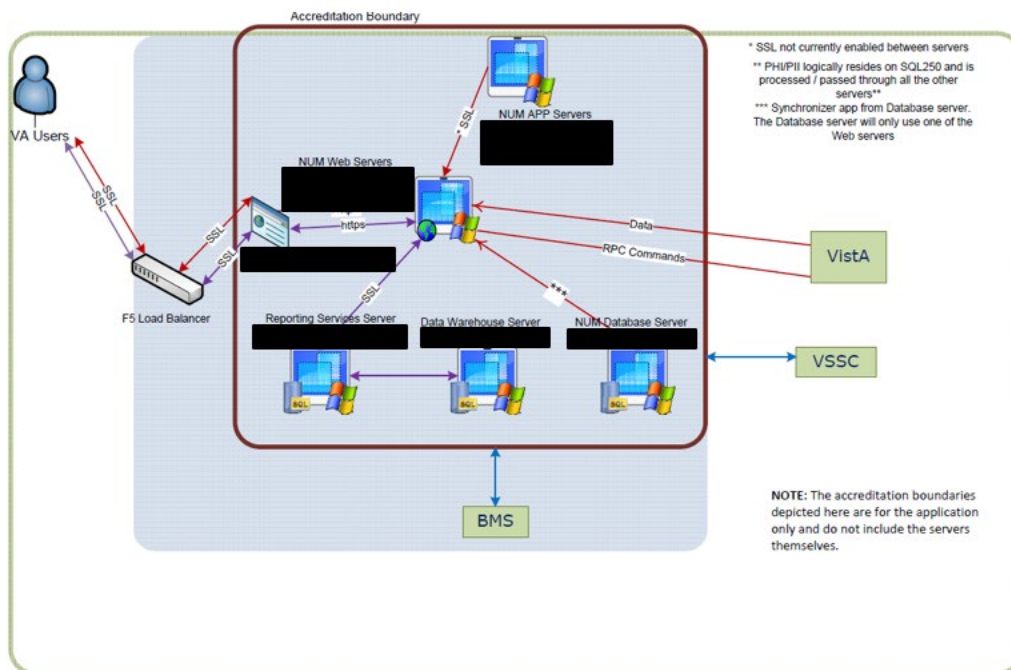 Accreditation Boundary
* SSL not currently enabled between servers
** PHI/PII logically resides on SQL250 and is
processed / passed through all the other
servers**
*** Synchronizer app from Database server.
The Database server will only use one of the
Web servers
VA Users
NUM APP Servers
* SSL
NUM Web Servers
SSL
SSL
https
SSL
SSL
Data
RPC Commands
VistA
F5 Load Balancer
SSL
***
Reporting Services Server
Data Warehouse Server
NUM Database Server
SQL
SQL
SQL
VSSC
BMS
NOTE: The accreditation boundaries
depicted here are for the application
only and do not include the servers
themselves.